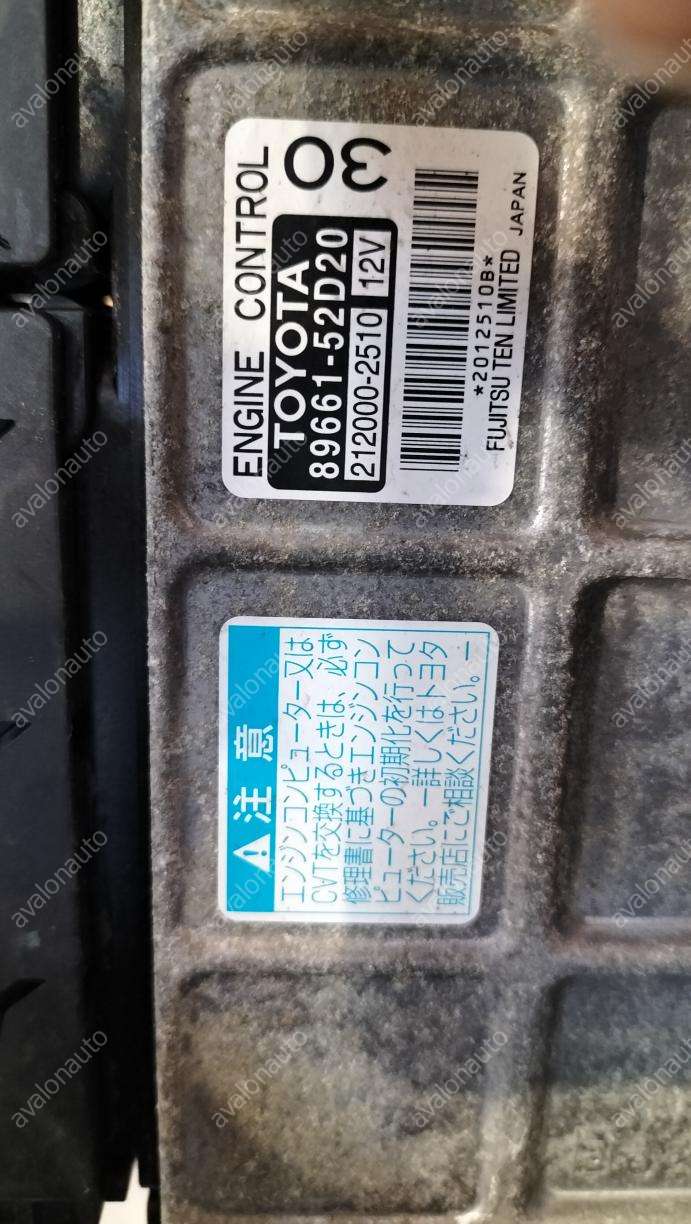 ENGINE CONTROL
30
TOYOTA
89661-52D20
212000-2510 12V
*2012510B*
FUJITSU TEN LIMITED JAPAN
注意
エンジンコンピューター又は
CVTを交換するときは、必ず
修理書に基づきエンジンコン
ピューターの初期化を行って
ください。ー詳しくはトヨタ
販売店にご相談ください。ー
avalonauto